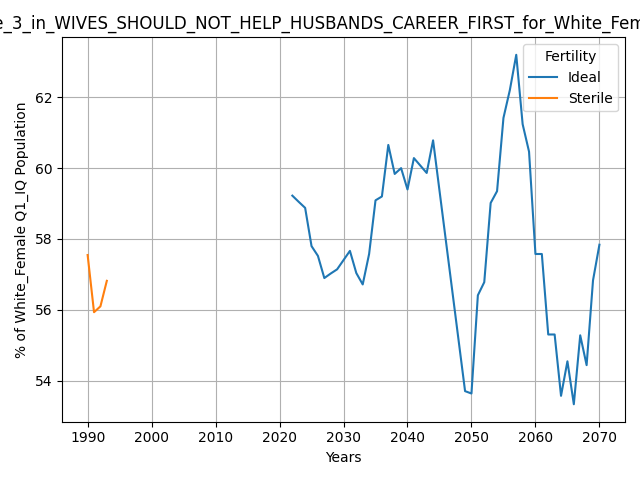 e_3_in_WIVES_SHOULD_NOT_HELP_HUSBANDS_CAREER_FIRST_for_White_Fem
Fertility
Ideal
Sterile
% of White_Female Q1_IQ Population
62
60
58
56
54
1990 2000 2010 2020 2030 2040 2050 2060 2070
Years